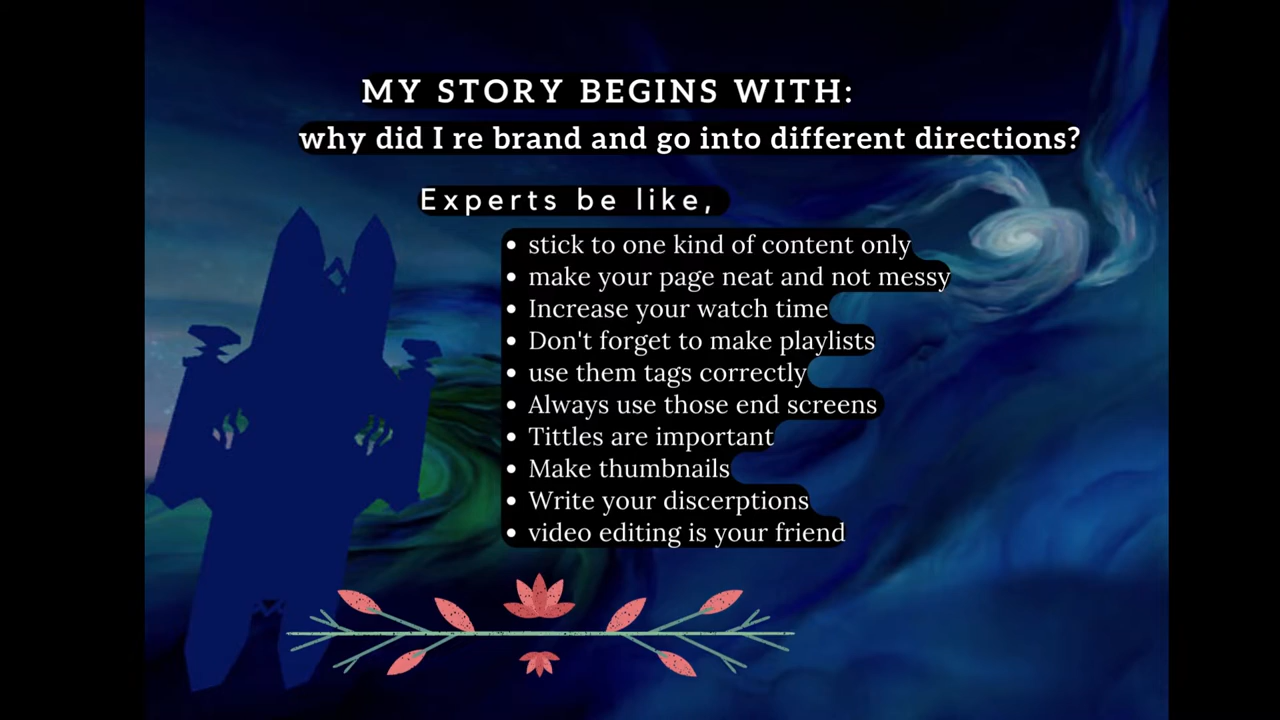 MY STORY BEGINS WITH:
why did I re brand and go into different directions?
Experts be like,
• stick to one kind of content only
• make your page neat and not messy
• Increase your watch time
• Don't forget to make playlists
• use them tags correctly
• Always use those end screens
• Tittles are important
• Make thumbnails
• Write your discerptions
• video editing is your friend